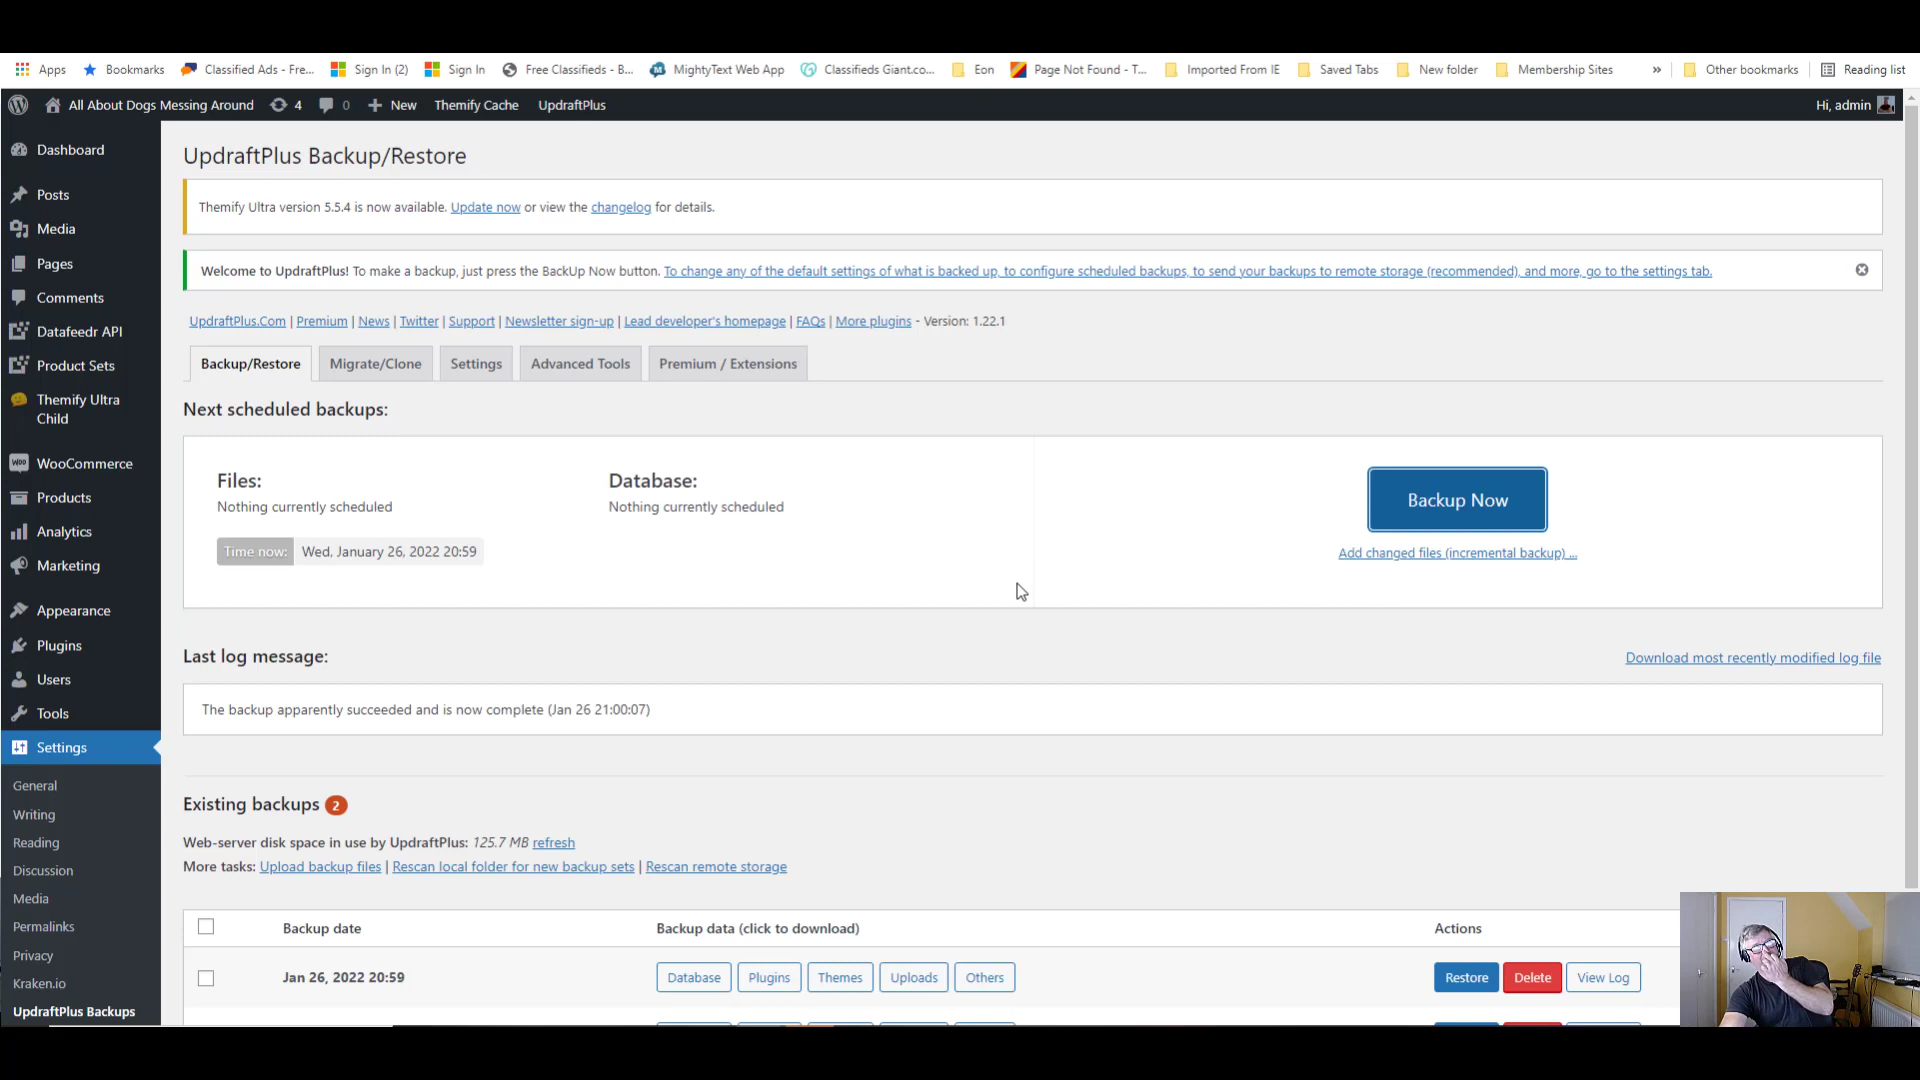 Apps Bookmarks Classified Ads - Fre... Sign In (2) Sign In Free Classifieds - B... MightyText Web App Classifieds Giant.co... Eon Page Not Found - T... Imported From IE Saved Tabs New folder Membership Sites » Other bookmarks Reading list
All About Dogs Messing Around 4 0 New Themify Cache UpdraftPlus Hi, admin
Dashboard
Posts
Media
Pages
Comments
Datafeedr API
Product Sets
Themify Ultra
Child
WooCommerce
Products
Analytics
Marketing
Appearance
Plugins
Users
Tools
Settings
General
Writing
Reading
Discussion
Media
Permalinks
Privacy
Kraken.io
UpdraftPlus Backups
UpdraftPlus Backup/Restore
Themify Ultra version 5.5.4 is now available. Update now or view the changelog for details.
Welcome to UpdraftPlus! To make a backup, just press the BackUp Now button. To change any of the default settings of what is backed up, to configure scheduled backups, to send your backups to remote storage (recommended), and more, go to the settings tab.
UpdraftPlus.Com | Premium | News | Twitter | Support | Newsletter sign-up | Lead developer's homepage | FAQs | More plugins - Version: 1.22.1
Backup/Restore Migrate/Clone Settings Advanced Tools Premium / Extensions
Next scheduled backups:
Files: Database:
Nothing currently scheduled Nothing currently scheduled
Time now: Wed, January 26, 2022 20:59
Backup Now
Add changed files (incremental backup) ...
Last log message: Download most recently modified log file
The backup apparently succeeded and is now complete (Jan 26 21:00:07)
Existing backups 2
Web-server disk space in use by UpdraftPlus: 125.7 MB refresh
More tasks: Upload backup files | Rescan local folder for new backup sets | Rescan remote storage
Backup date Backup data (click to download) Actions
Jan 26, 2022 20:59 Database Plugins Themes Uploads Others Restore Delete View Log